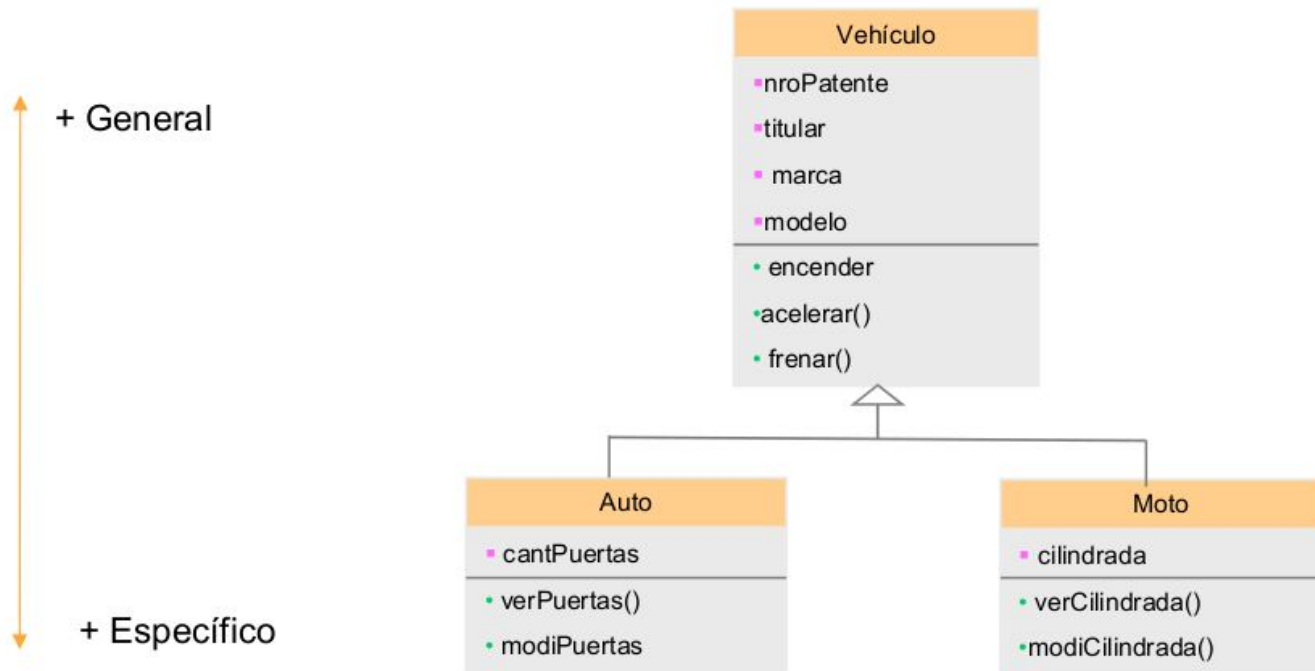 + General
+ Específico
Vehículo
nroPatente
titular
marca
modelo
encender
acelerar()
frenar()
Auto
cantPuertas
verPuertas()
modiPuertas
Moto
cilindrada
verCilindrada()
modiCilindrada()